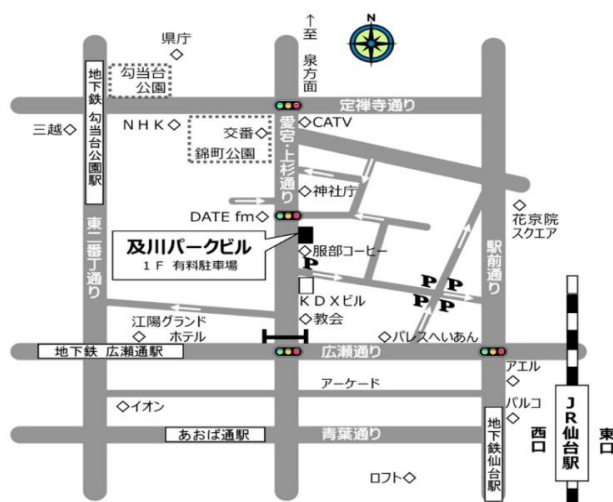 県庁
↑至 泉方面
N
地下鉄 勾当台公園駅
勾当台
公園
定禅寺通り
三越
NHK
交番
錦町公園
CATV
愛宕・上杉通り
神社庁
DATE fm
花京院
スクエア
及川パークビル
1F 有料駐車場
服部コーヒー
P
P P
P P
東二番丁通り
駅前通り
KDXビル
江陽グランド
ホテル
教会
パレスへいあん
地下鉄 広瀬通駅
広瀬通り
アエル
アーケード
パルコ
イオン
あおば通駅
青葉通り
地下鉄仙台駅
西口
JR仙台駅
東口
ロフト